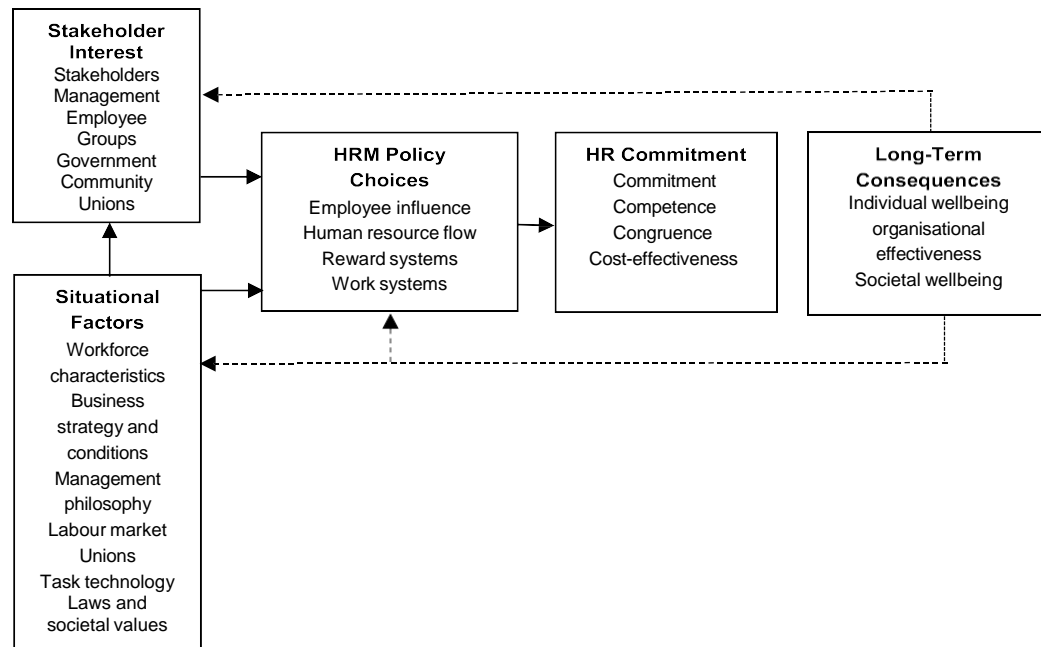 Stakeholder
Interest
Stakeholders
Management
Employee
Groups
Government
Community
Unions
Situational
Factors
Workforce
characteristics
Business
strategy and
conditions
Management
philosophy
Labour market
Unions
Task technology
Laws and
societal values
HRM Policy
Choices
Employee influence
Human resource flow
Reward systems
Work systems
HR Commitment
Commitment
Competence
Congruence
Cost-effectiveness
Long-Term
Consequences
Individual wellbeing
organisational
effectiveness
Societal wellbeing